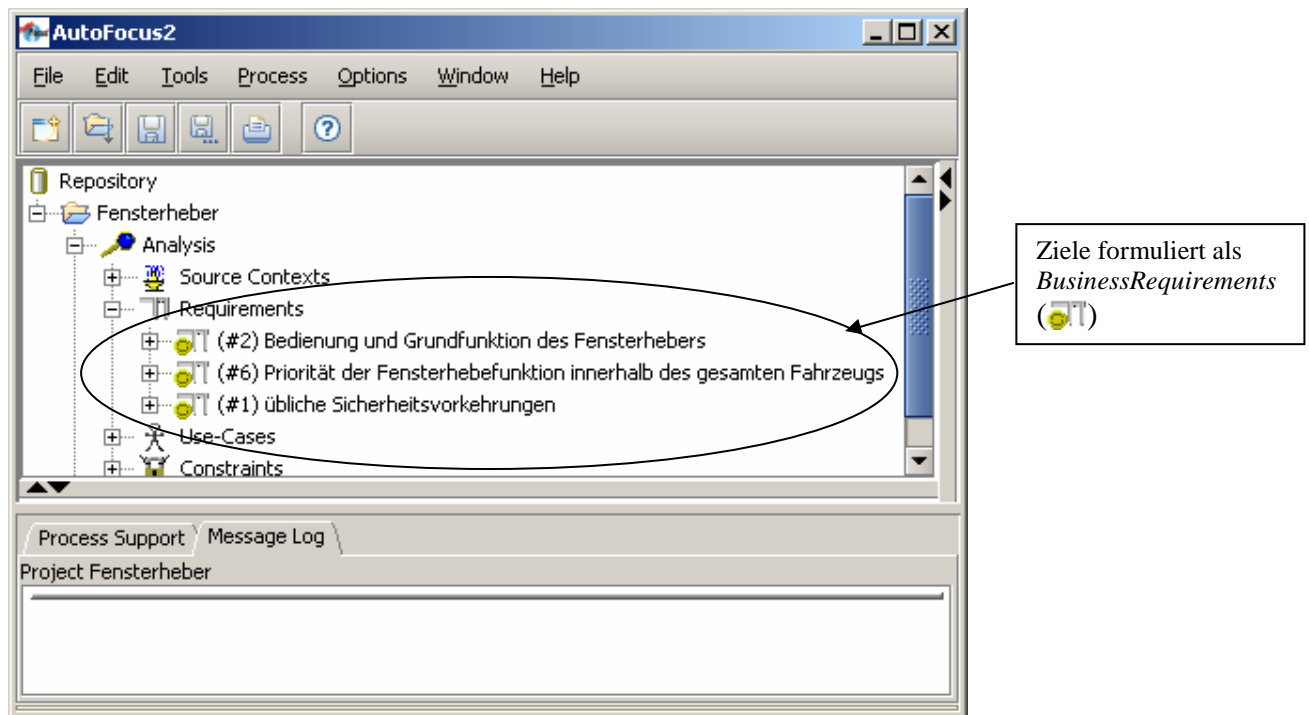 AutoFocus2
File Edit Tools Process Options Window Help
Repository
Fensterheber
Analysis
Source Contexts
Requirements
(#2) Bedienung und Grundfunktion des Fensterhebers
(#6) Priorität der Fensterhebefunktion innerhalb des gesamten Fahrzeugs
(#1) übliche Sicherheitsvorkehrungen
Use-Cases
Constraints
Process Support Message Log
Project Fensterheber
Ziele formuliert als
BusinessRequirements
( )